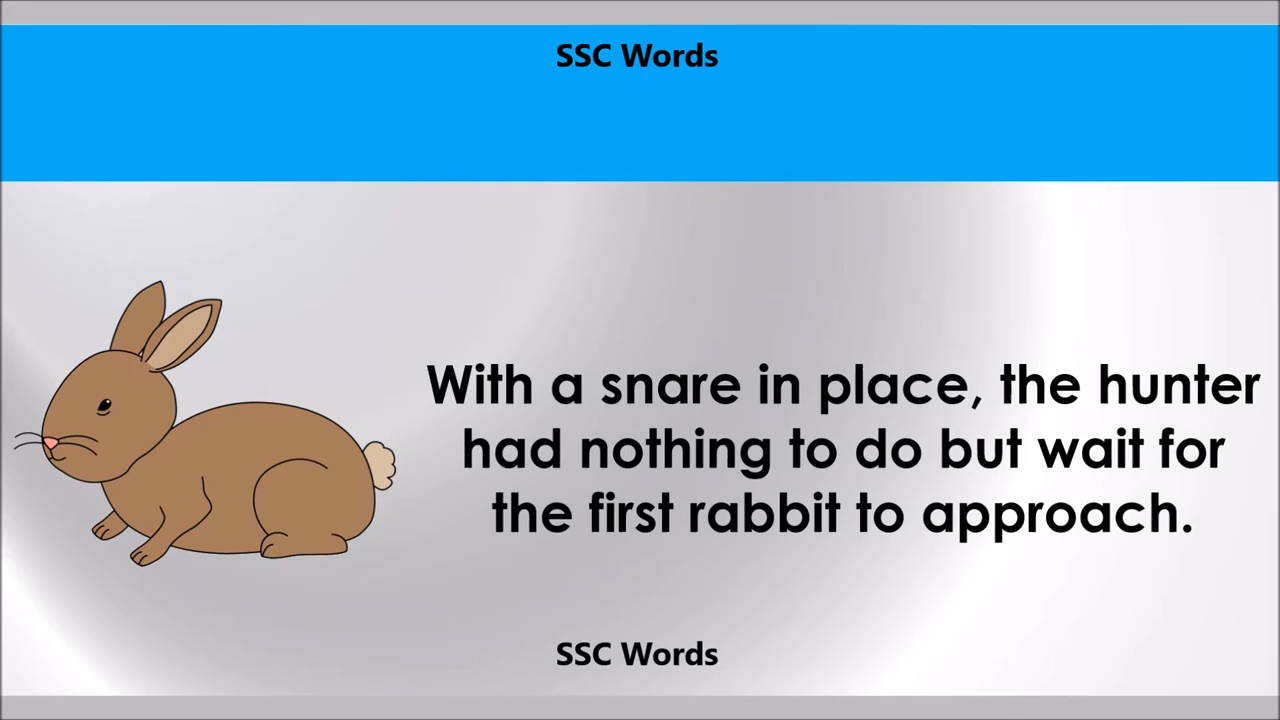 SSC Words
With a snare in place, the hunter
had nothing to do but wait for
the first rabbit to approach.
SSC Words